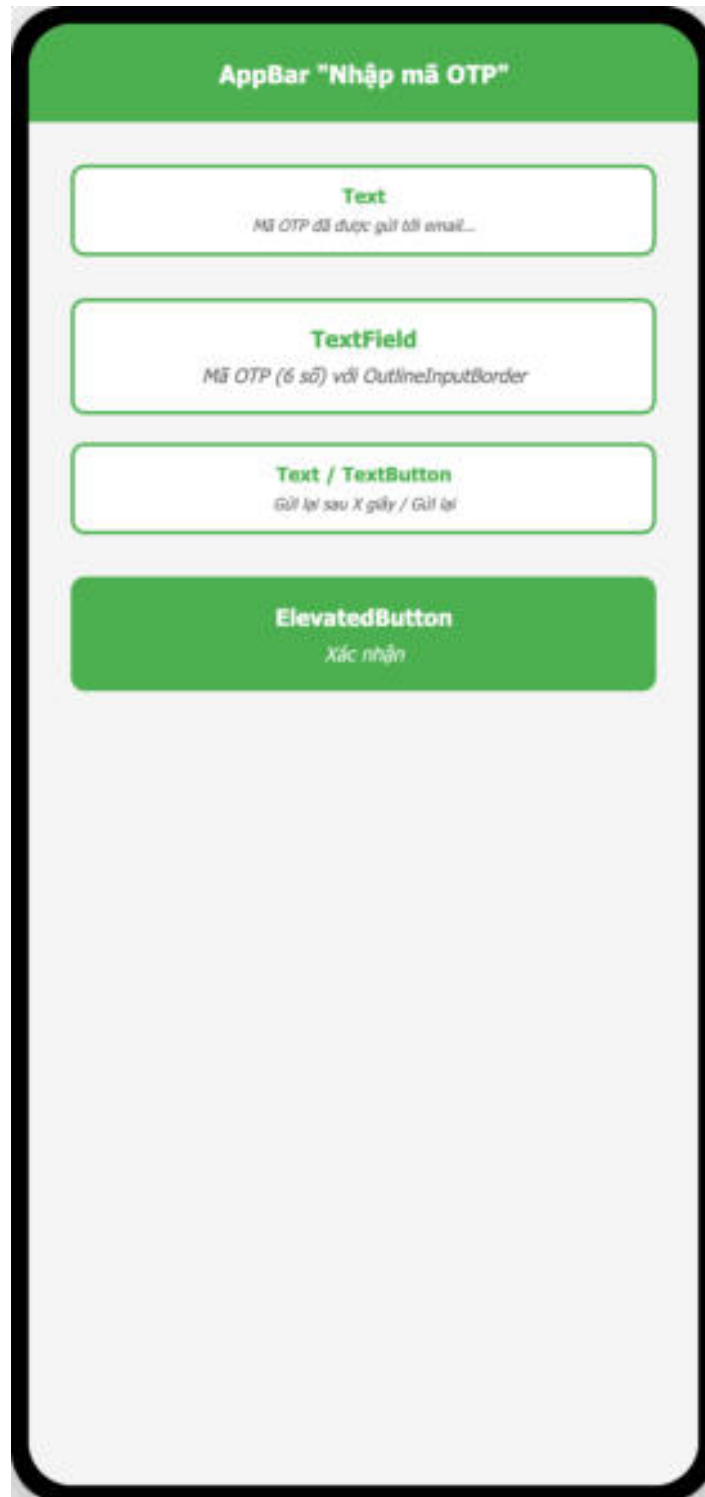 AppBar "Nhập mã OTP"
Text
Mã OTP đã được gửi tới email...
TextField
Mã OTP (6 số) với OutlineInputBorder
Text / TextButton
Gửi lại sau X giây / Gửi lại
ElevatedButton
Xác nhận